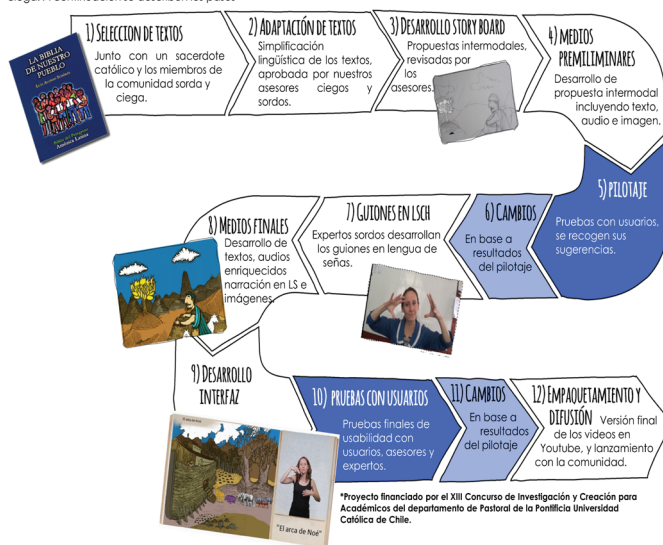 1) SELECCION DE TEXTOS
Junto con un sacerdote
católico y los miembros de
la comunidad sorda y
ciega.
LA BIBLIA
DE NUESTRO
PUEBLO
América Latina
2) ADAPTACIÓN DE TEXTOS
Simplificación
lingüística de los textos,
aprobada por nuestros
asesores ciegos y
sordos.
3) DESARROLLO STORY BOARD
Propuestas intermodales,
revisadas por
los
asesores.
4) MEDIOS
PREMILIMINARES
Desarrollo de
propuesta intermodal
incluyendo texto,
audio e imagen.
5) PILOTAJE
Pruebas con usuarios,
se recogen sus
sugerencias.
6) CAMBIOS
En base a
resultados
del pilotaje
7) GUIONES EN LSCH
Expertos sordos desarrollan
los guiones en lengua de
señas.
8) MEDIOS FINALES
Desarrollo de
textos, audios
enriquecidos
narración en LS e
imágenes.
9) DESARROLLO
INTERFAZ
El arca de Noé
"El arca de Noé"
10) PRUEBAS CON USUARIOS
Pruebas finales de
usabilidad con
usuarios, asesores y
expertos.
11) CAMBIOS
En base a
resultados
del pilotaje
12) EMPAQUETAMIENTO Y
DIFUSIÓN Versión final
de los videos en
Youtube, y lanzamiento
con la comunidad.
*Proyecto financiado por el XIII Concurso de Investigación y Creación para
Académicos del departamento de Pastoral de la Pontificia Universidad
Católica de Chile.